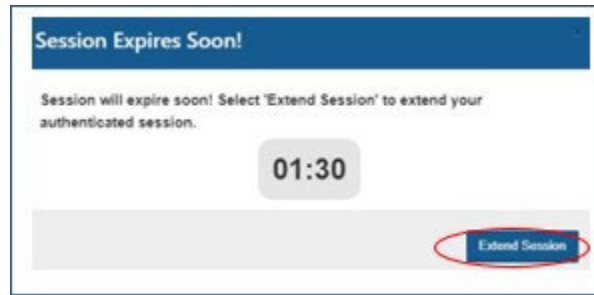 Session Expires Soon!
Session will expire soon! Select 'Extend Session' to extend your
authenticated session.
01:30
Extend Session